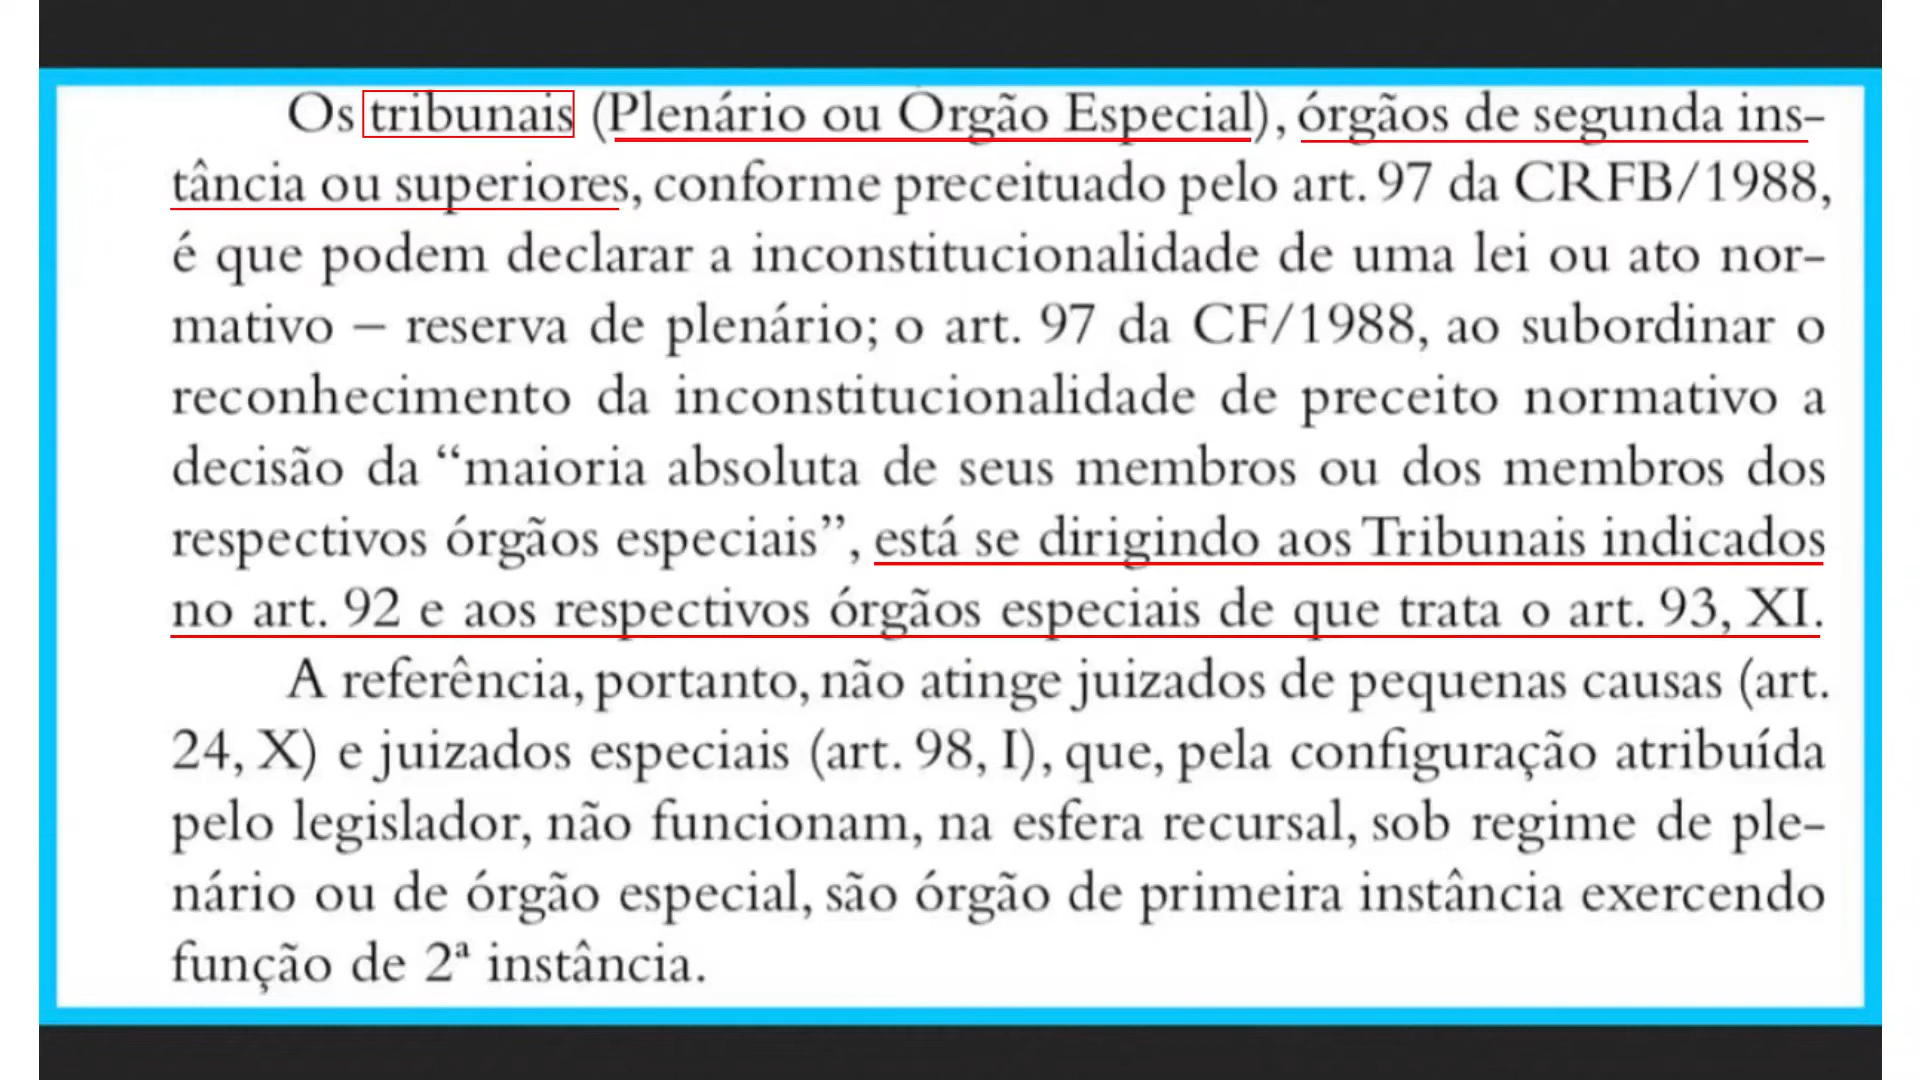 Os tribunais (Plenário ou Orgão Especial), órgãos de segunda ins-
tância ou superiores, conforme preceituado pelo art. 97 da CRFB/1988,
é que podem declarar a inconstitucionalidade de uma lei ou ato nor-
mativo – reserva de plenário; o art. 97 da CF/1988, ao subordinar o
reconhecimento da inconstitucionalidade de preceito normativo a
decisão da “maioria absoluta de seus membros ou dos membros dos
respectivos órgãos especiais”, está se dirigindo aos Tribunais indicados
no art. 92 e aos respectivos órgãos especiais de que trata o art. 93, XI.
A referência, portanto, não atinge juizados de pequenas causas (art.
24, X) e juizados especiais (art. 98, I), que, pela configuração atribuída
pelo legislador, não funcionam, na esfera recursal, sob regime de ple-
nário ou de órgão especial, são órgão de primeira instância exercendo
função de 2ª instância.